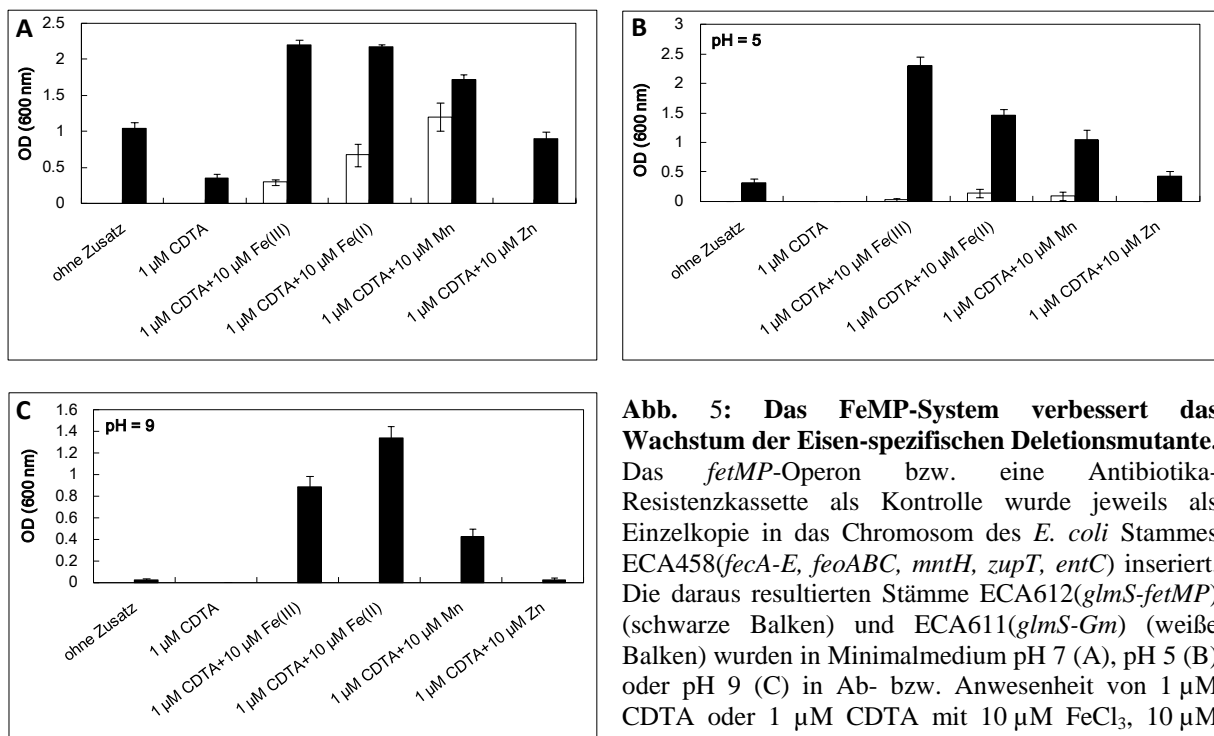 A
2.5
2
1.5
1
0.5
0
OD (600 nm)
ohne Zusatz
1 µM CDTA
1 µM CDTA+10 µM Fe(III)
1 µM CDTA+10 µM Fe(II)
1 µM CDTA+10 µM Mn
1 µM CDTA+10 µM Zn
B
pH = 5
3
2.5
2
1.5
1
0.5
0
OD (600 nm)
ohne Zusatz
1 µM CDTA
1 µM CDTA+10 µM Fe(III)
1 µM CDTA+10 µM Fe(II)
1 µM CDTA+10 µM Mn
1 µM CDTA+10 µM Zn
C
pH = 9
1.6
1.4
1.2
1
0.8
0.6
0.4
0.2
0
OD (600 nm)
ohne Zusatz
1 µM CDTA
1 µM CDTA+10 µM Fe(III)
1 µM CDTA+10 µM Fe(II)
1 µM CDTA+10 µM Mn
1 µM CDTA+10 µM Zn
Abb. 5: Das FeMP-System verbessert das
Wachstum der Eisen-spezifischen Deletionsmutante.
Das fetMP-Operon bzw. eine Antibiotika-
Resistenzkassette als Kontrolle wurde jeweils als
Einzelkopie in das Chromosom des E. coli Stammes
ECA458(fecA-E, feoABC, mntH, zupT, entC) inseriert.
Die daraus resultierten Stämme ECA612(glmS-fetMP)
(schwarze Balken) und ECA611(glmS-Gm) (weiße
Balken) wurden in Minimalmedium pH 7 (A), pH 5 (B)
oder pH 9 (C) in Ab- bzw. Anwesenheit von 1 µM
CDTA oder 1 µM CDTA mit 10 µM FeCl₃, 10 µM